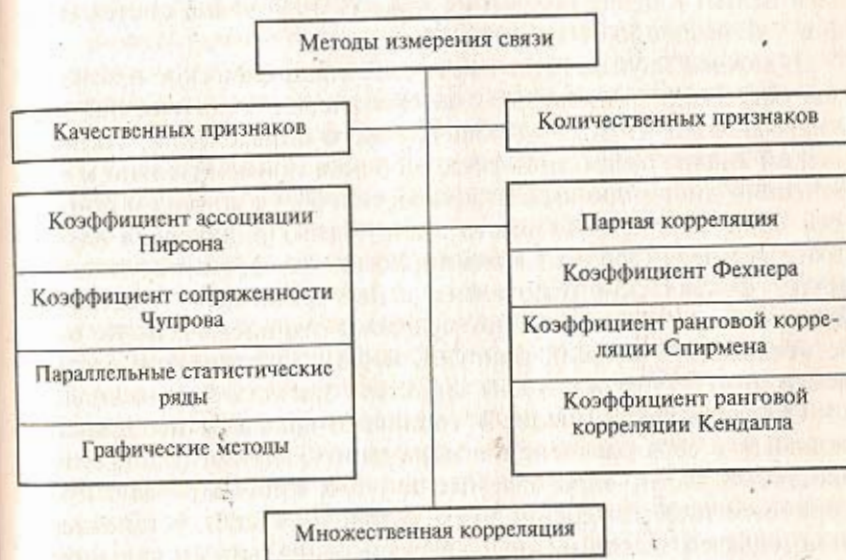 Методы измерения связи
Качественных признаков
Количественных признаков
Коэффициент ассоциации
Пирсона
Коэффициент сопряженности
Чупрова
Параллельные статистические
ряды
Графические методы
Парная корреляция
Коэффициент Фехнера
Коэффициент ранговой корре-
ляции Спирмена
Коэффициент ранговой
корреляции Кендалла
Множественная корреляция